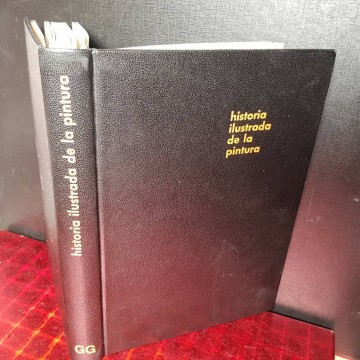 historia ilustrada de la pintura
GG
historia
ilustrada
de la
pintura